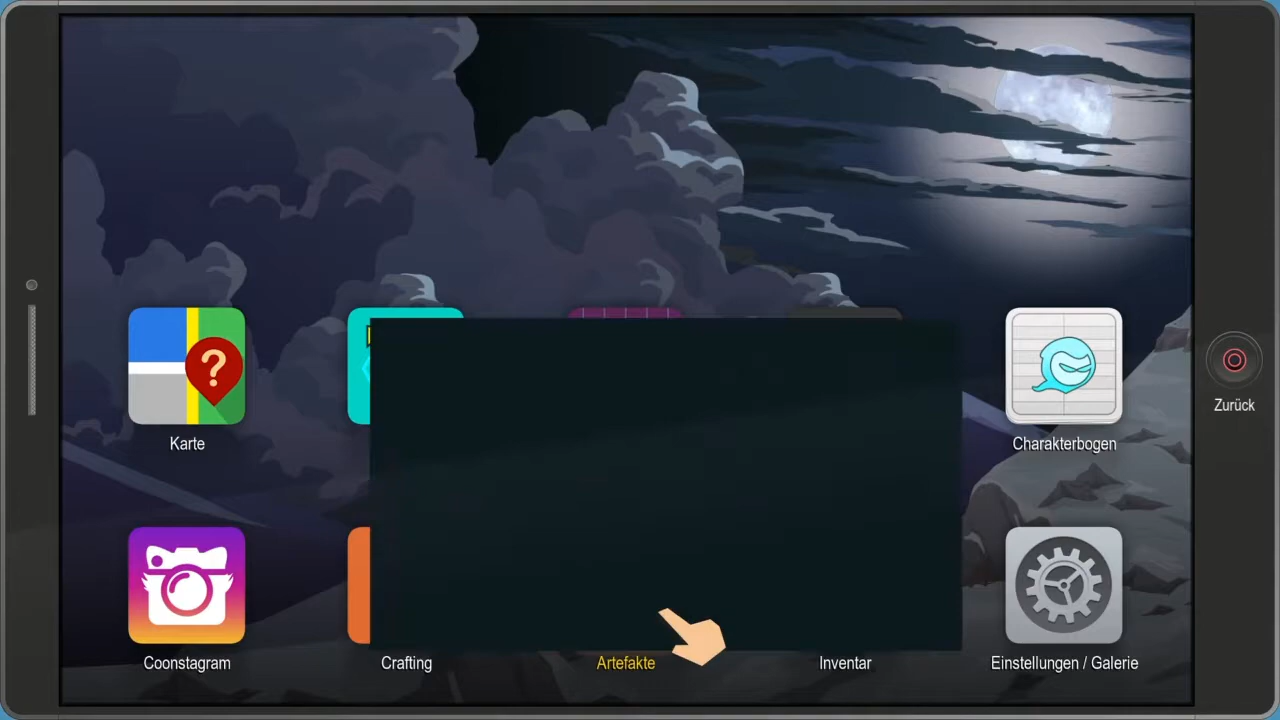 ?
Karte
Charakterbogen
Zurück
Coonstagram
Crafting
Artefakte
Inventar
Einstellungen / Galerie